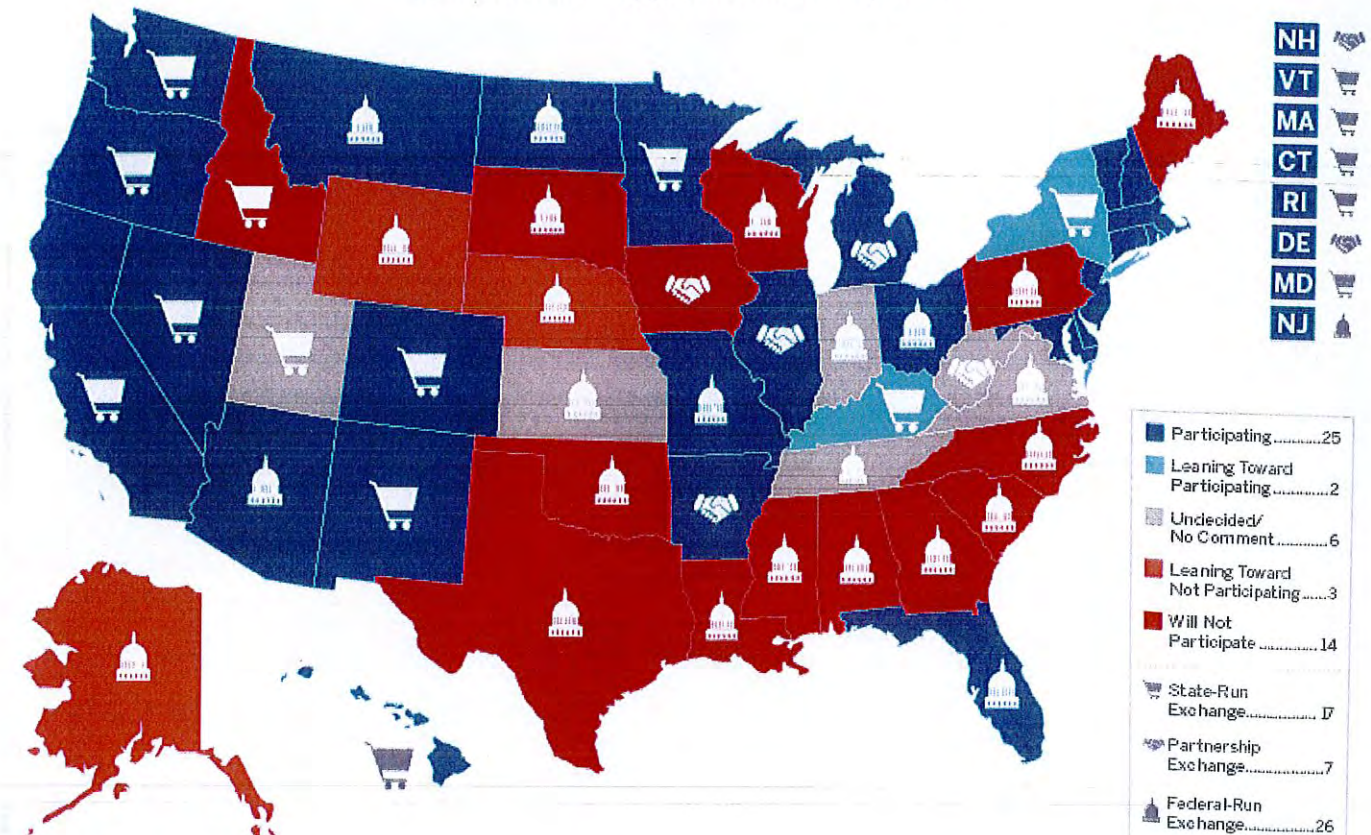 NH
VT
MA
CT
RI
DE
MD
NJ
Participating..............25
Leaning Toward
Participating..............2
Undecided/
No Comment..............6
Leaning Toward
Not Participating......3
Will Not
Participate ..............14
State-Run
Exchange.................. 17
Partnership
Exchange..................7
Federal-Run
Exchange..................26